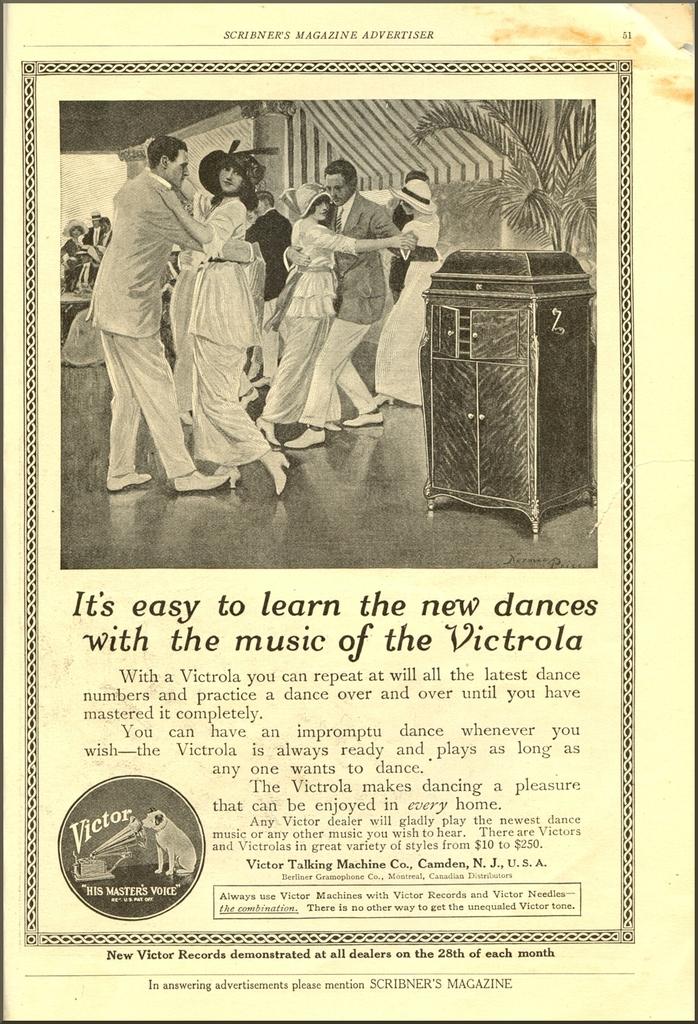 SCRIBNER'S MAGAZINE ADVERTISER
51
It's easy to learn the new dances
with the music of the Victrola
With a Victrola you can repeat at will all the latest dance
numbers and practice a dance over and over until you have
mastered it completely.
You can have an impromptu dance whenever you
wish—the Victrola is always ready and plays as long as
any one wants to dance.
The Victrola makes dancing a pleasure
that can be enjoyed in every home.
Any Victor dealer will gladly play the newest dance
music or any other music you wish to hear. There are Victors
and Victrolas in great variety of styles from $10 to $250.
Victor Talking Machine Co., Camden, N. J., U. S. A.
Berliner Gramophone Co., Montreal, Canadian Distributors
Victor
"HIS MASTER'S VOICE"
REG. U.S. PAT. OFF.
Always use Victor Machines with Victor Records and Victor Needles—
the combination. There is no other way to get the unequaled Victor tone.
New Victor Records demonstrated at all dealers on the 28th of each month
In answering advertisements please mention SCRIBNER'S MAGAZINE